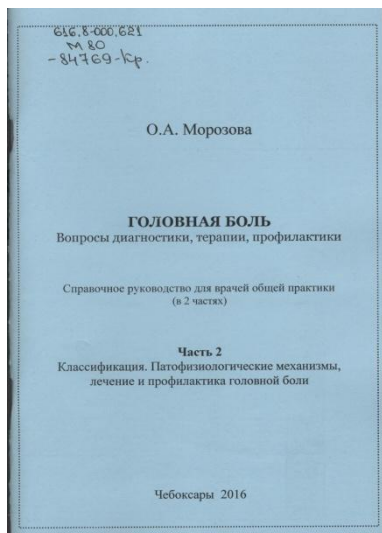 616,8-000,621
М 80
-84769-кр.
О.А. Морозова
ГОЛОВНАЯ БОЛЬ
Вопросы диагностики, терапии, профилактики
Справочное руководство для врачей общей практики
(в 2 частях)
Часть 2
Классификация. Патофизиологические механизмы,
лечение и профилактика головной боли
Чебоксары 2016